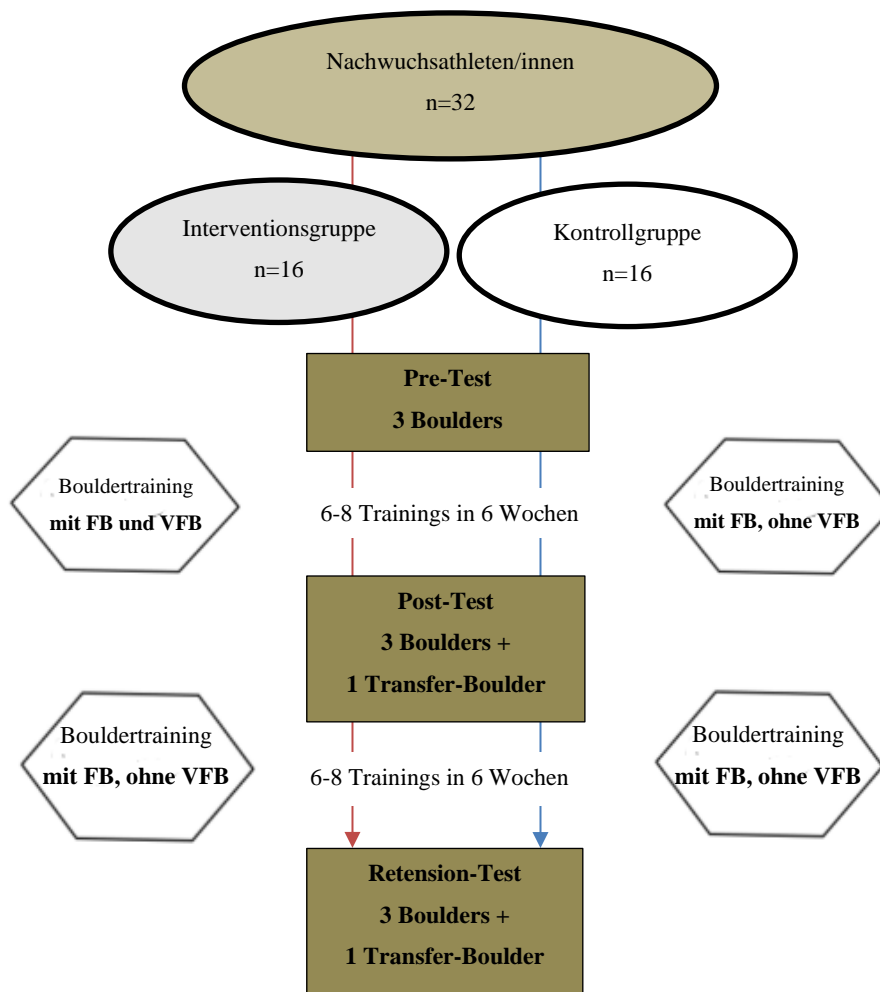 Nachwuchsathleten/innen
n=32
Interventionsgruppe
n=16
Kontrollgruppe
n=16
Pre-Test
3 Boulders
Bouldertraining
mit FB und VFB
6-8 Trainings in 6 Wochen
Bouldertraining
mit FB, ohne VFB
Post-Test
3 Boulders +
1 Transfer-Boulder
Bouldertraining
mit FB, ohne VFB
6-8 Trainings in 6 Wochen
Bouldertraining
mit FB, ohne VFB
Retension-Test
3 Boulders +
1 Transfer-Boulder